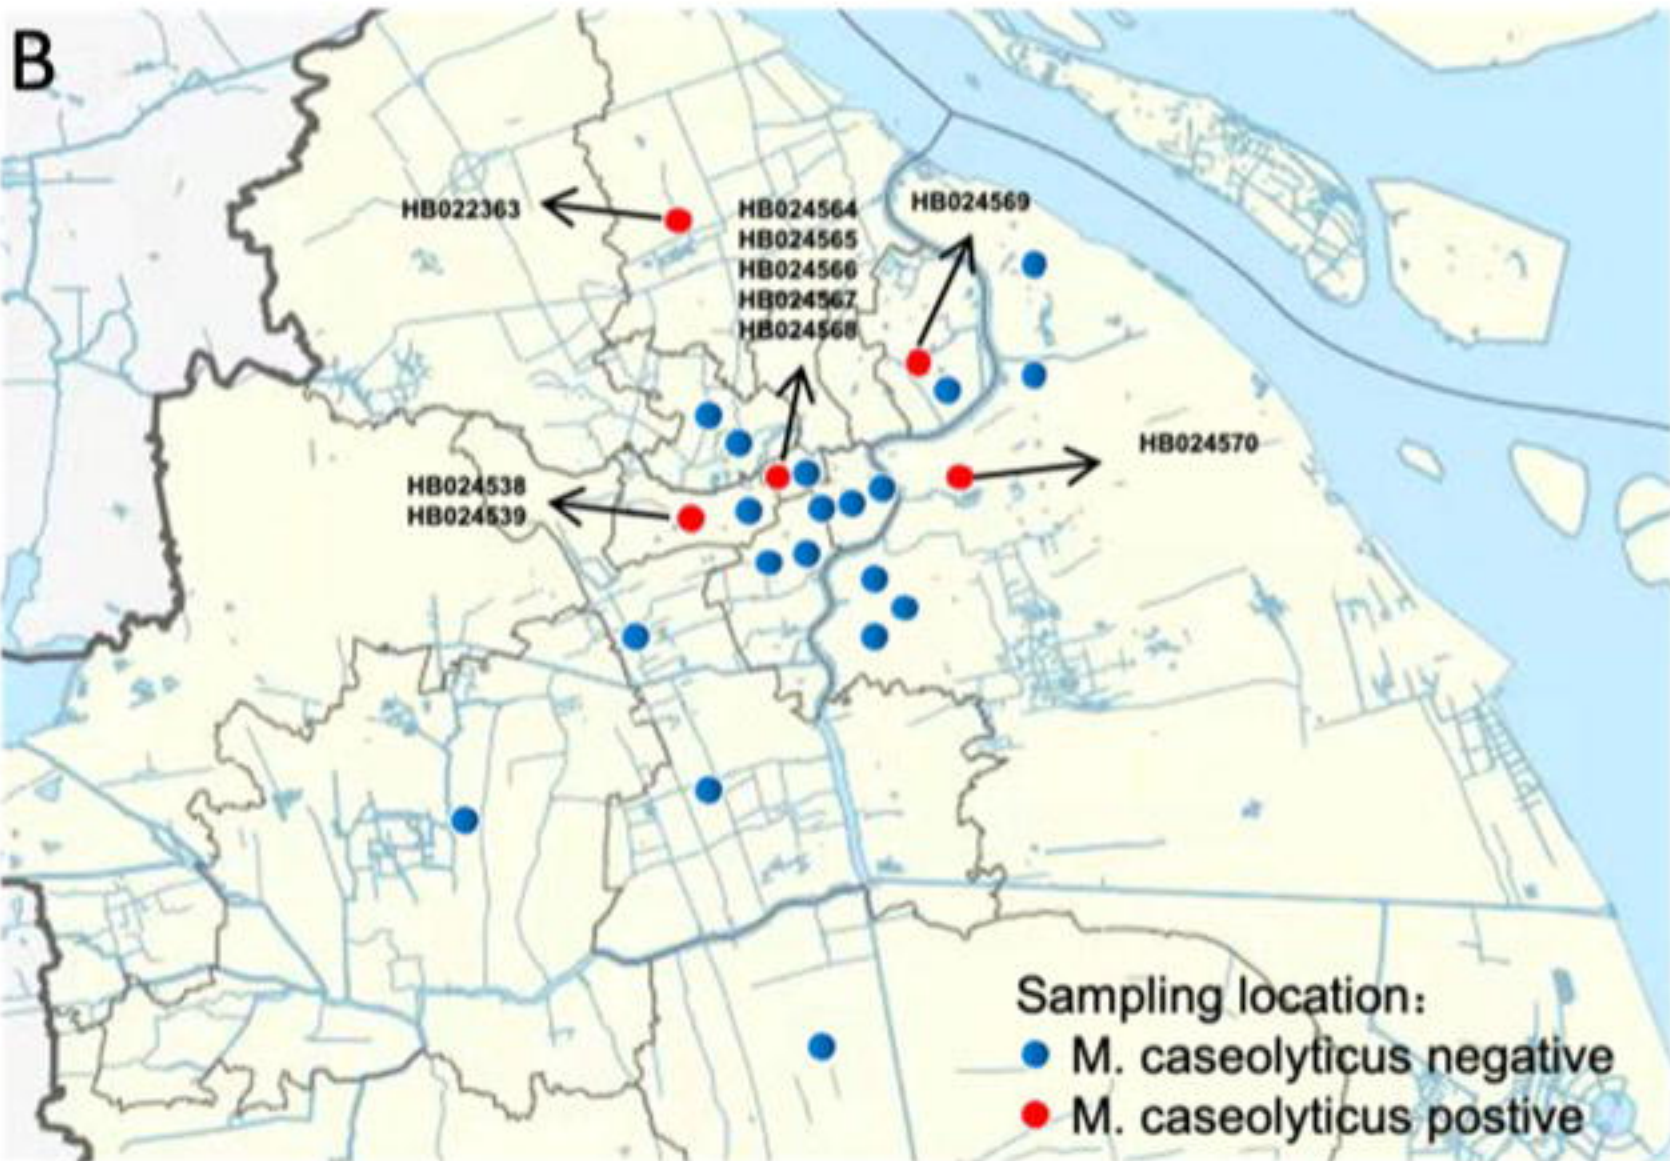 B
HB022363
HB024564
HB024565
HB024566
HB024567
HB024568
HB024569
HB024570
HB024538
HB024539
Sampling location:
M. caseolyticus negative
M. caseolyticus postive